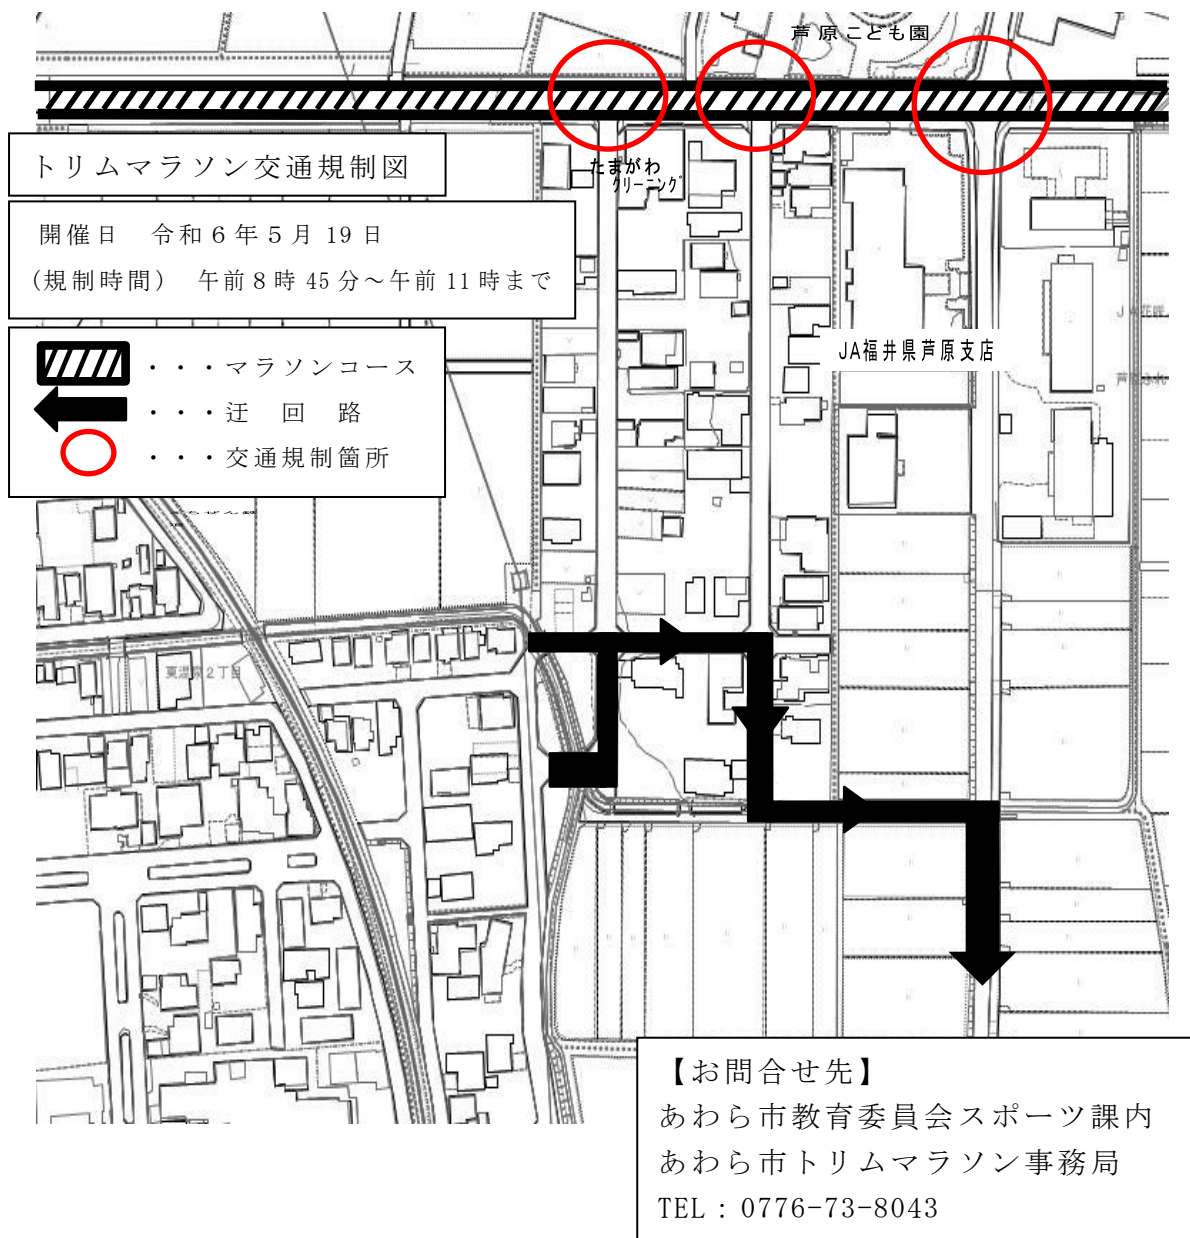 芦原こども園
トリムマラソン交通規制図
たまがわ
クリーニング
開催日　令和６年５月 19 日
(規制時間)　午前８時 45 分～午前 11 時まで
・・・マラソンコース
・・・迂　回　路
・・・交通規制箇所
JA福井県芦原支店
東温泉２丁目
【お問合せ先】
あわら市教育委員会スポーツ課内
あわら市トリムマラソン事務局
TEL：0776-73-8043